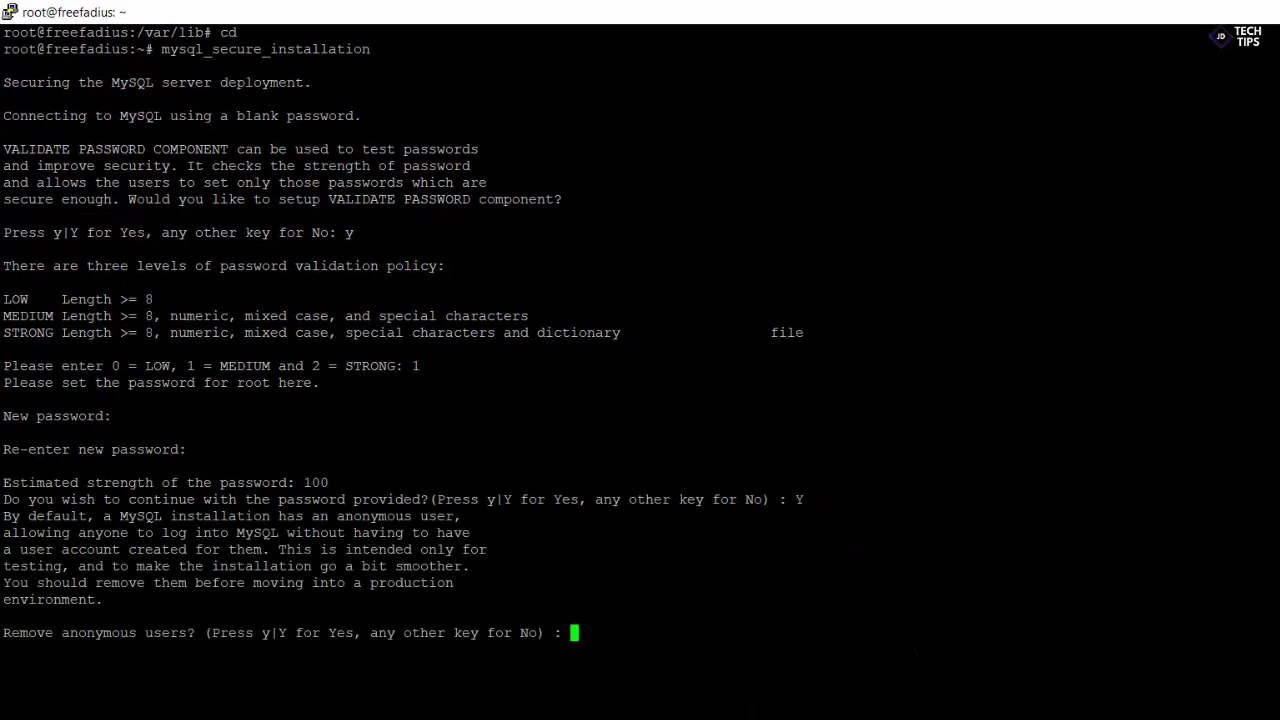 root@freefadius: ~
root@freefadius:/var/lib# cd
root@freefadius:~# mysql_secure_installation
Securing the MySQL server deployment.
Connecting to MySQL using a blank password.
VALIDATE PASSWORD COMPONENT can be used to test passwords
and improve security. It checks the strength of password
and allows the users to set only those passwords which are
secure enough. Would you like to setup VALIDATE PASSWORD component?
Press y|Y for Yes, any other key for No: y
There are three levels of password validation policy:
LOW    Length >= 8
MEDIUM Length >= 8, numeric, mixed case, and special characters
STRONG Length >= 8, numeric, mixed case, special characters and dictionary                  file
Please enter 0 = LOW, 1 = MEDIUM and 2 = STRONG: 1
Please set the password for root here.
New password:
Re-enter new password:
Estimated strength of the password: 100
Do you wish to continue with the password provided?(Press y|Y for Yes, any other key for No) : Y
By default, a MySQL installation has an anonymous user,
allowing anyone to log into MySQL without having to have
a user account created for them. This is intended only for
testing, and to make the installation go a bit smoother.
You should remove them before moving into a production
environment.
Remove anonymous users? (Press y|Y for Yes, any other key for No) :
JD
TECH
TIPS